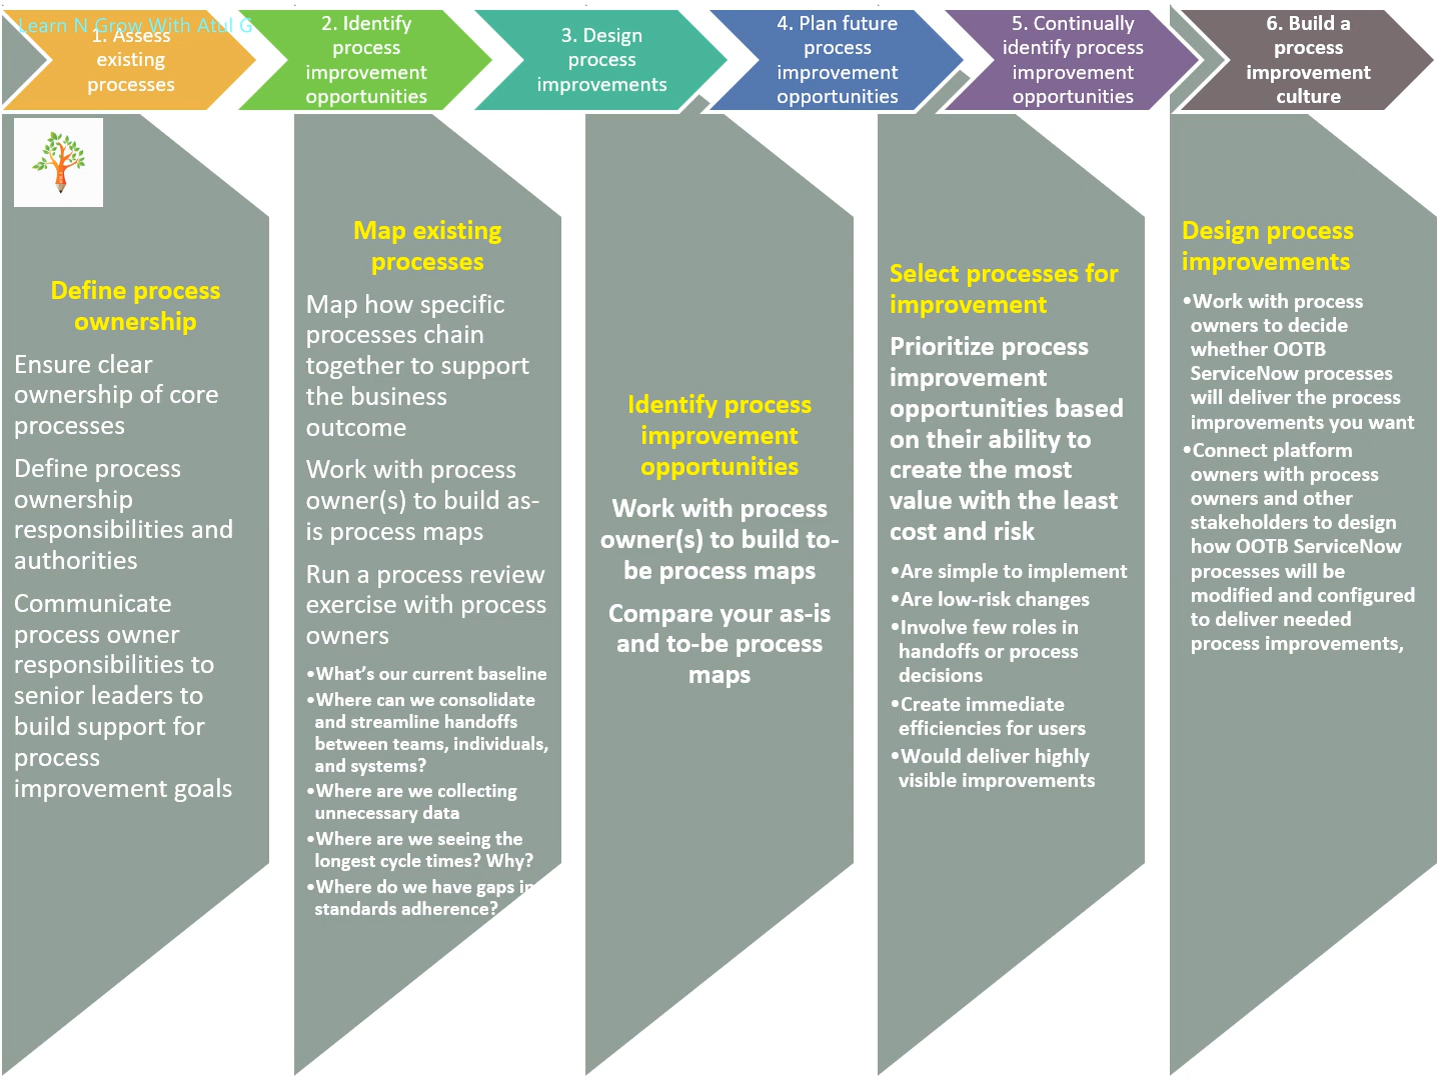 Learn N Grow With Atul G
1. Assess
existing
processes
2. Identify
process
improvement
opportunities
3. Design
process
improvements
4. Plan future
process
improvement
opportunities
5. Continually
identify process
improvement
opportunities
6. Build a
process
improvement
culture
Define process
ownership
Ensure clear
ownership of core
processes
Define process
ownership
responsibilities and
authorities
Communicate
process owner
responsibilities to
senior leaders to
build support for
process
improvement goals
Map existing
processes
Map how specific
processes chain
together to support
the business
outcome
Work with process
owner(s) to build as-
is process maps
Run a process review
exercise with process
owners
•What’s our current baseline
•Where can we consolidate
and streamline handoffs
between teams, individuals,
and systems?
•Where are we collecting
unnecessary data
•Where are we seeing the
longest cycle times? Why?
•Where do we have gaps in
standards adherence?
Identify process
improvement
opportunities
Work with process
owner(s) to build to-
be process maps
Compare your as-is
and to-be process
maps
Select processes for
improvement
Prioritize process
improvement
opportunities based
on their ability to
create the most
value with the least
cost and risk
•Are simple to implement
•Are low-risk changes
•Involve few roles in
handoffs or process
decisions
•Create immediate
efficiencies for users
•Would deliver highly
visible improvements
Design process
improvements
•Work with process
owners to decide
whether OOTB
ServiceNow processes
will deliver the process
improvements you want
•Connect platform
owners with process
owners and other
stakeholders to design
how OOTB ServiceNow
processes will be
modified and configured
to deliver needed
process improvements,